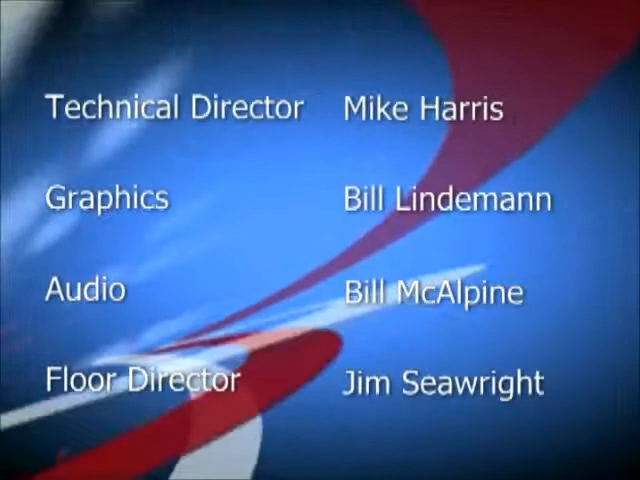 Technical Director Mike Harris
Graphics Bill Lindemann
Audio Bill McAlpine
Floor Director Jim Seawright